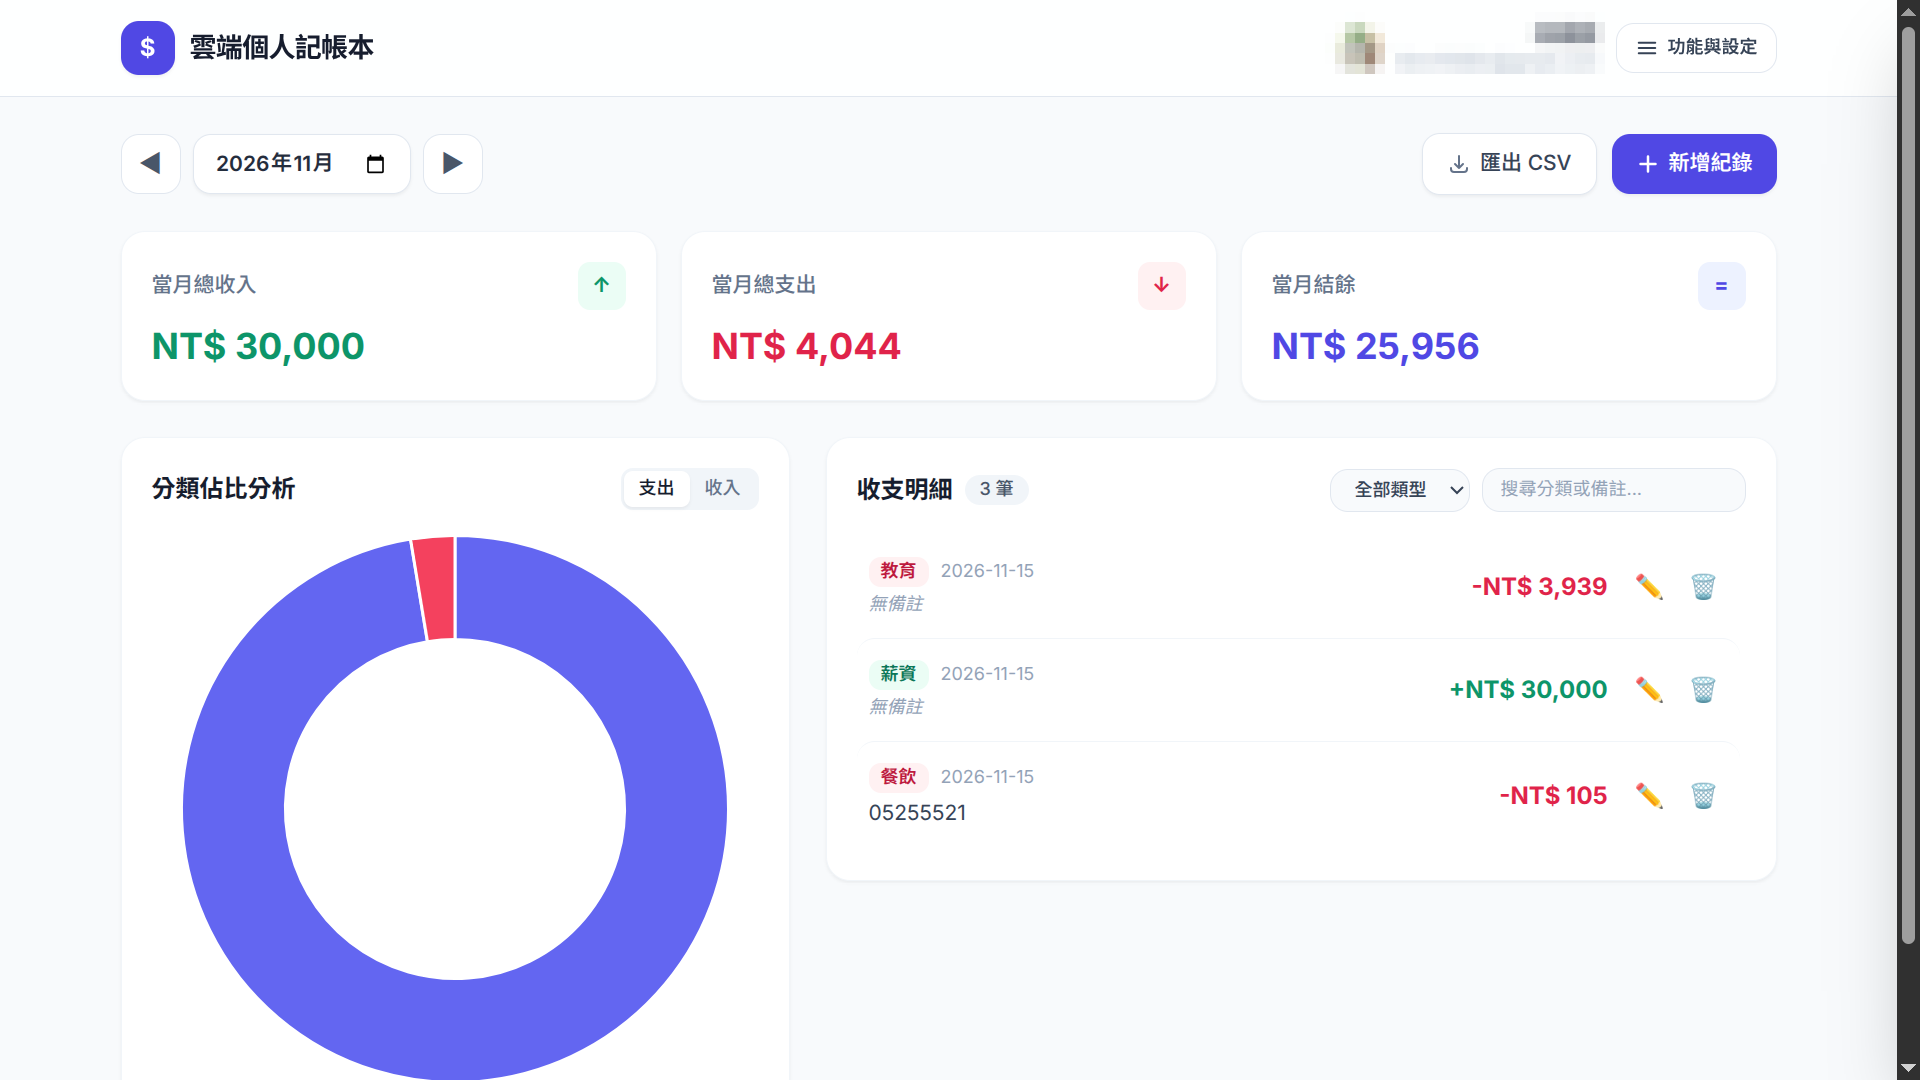 $ 雲端個人記帳本
功能與設定
2026年11月
匯出 CSV
新增紀錄
當月總收入
NT$ 30,000
當月總支出
NT$ 4,044
當月結餘
=
NT$ 25,956
分類佔比分析
支出 收入
收支明細 3 筆
全部類型
搜尋分類或備註...
教育 2026-11-15
無備註
-NT$ 3,939
薪資 2026-11-15
無備註
+NT$ 30,000
餐飲 2026-11-15
05255521
-NT$ 105